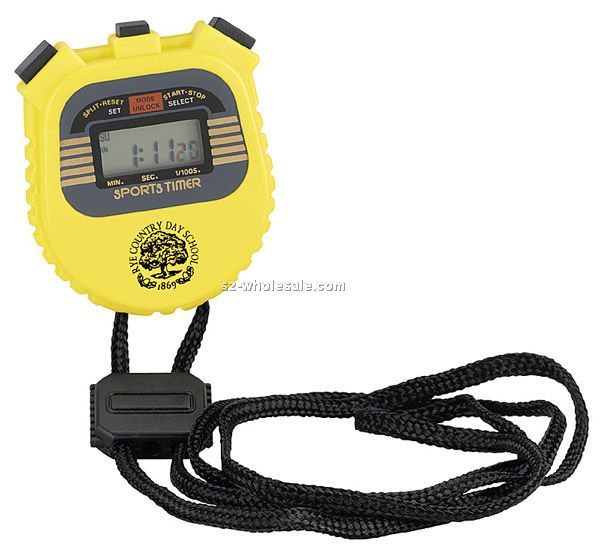 SPLIT•RESET
SET
MODE
UNLOCK
START•STOP
SELECT
SU
1:11 20
MIN. SEC. 1/100S.
SPORTS TIMER
RYE COUNTRY DAY SCHOOL
1869
sz-wholesale.com